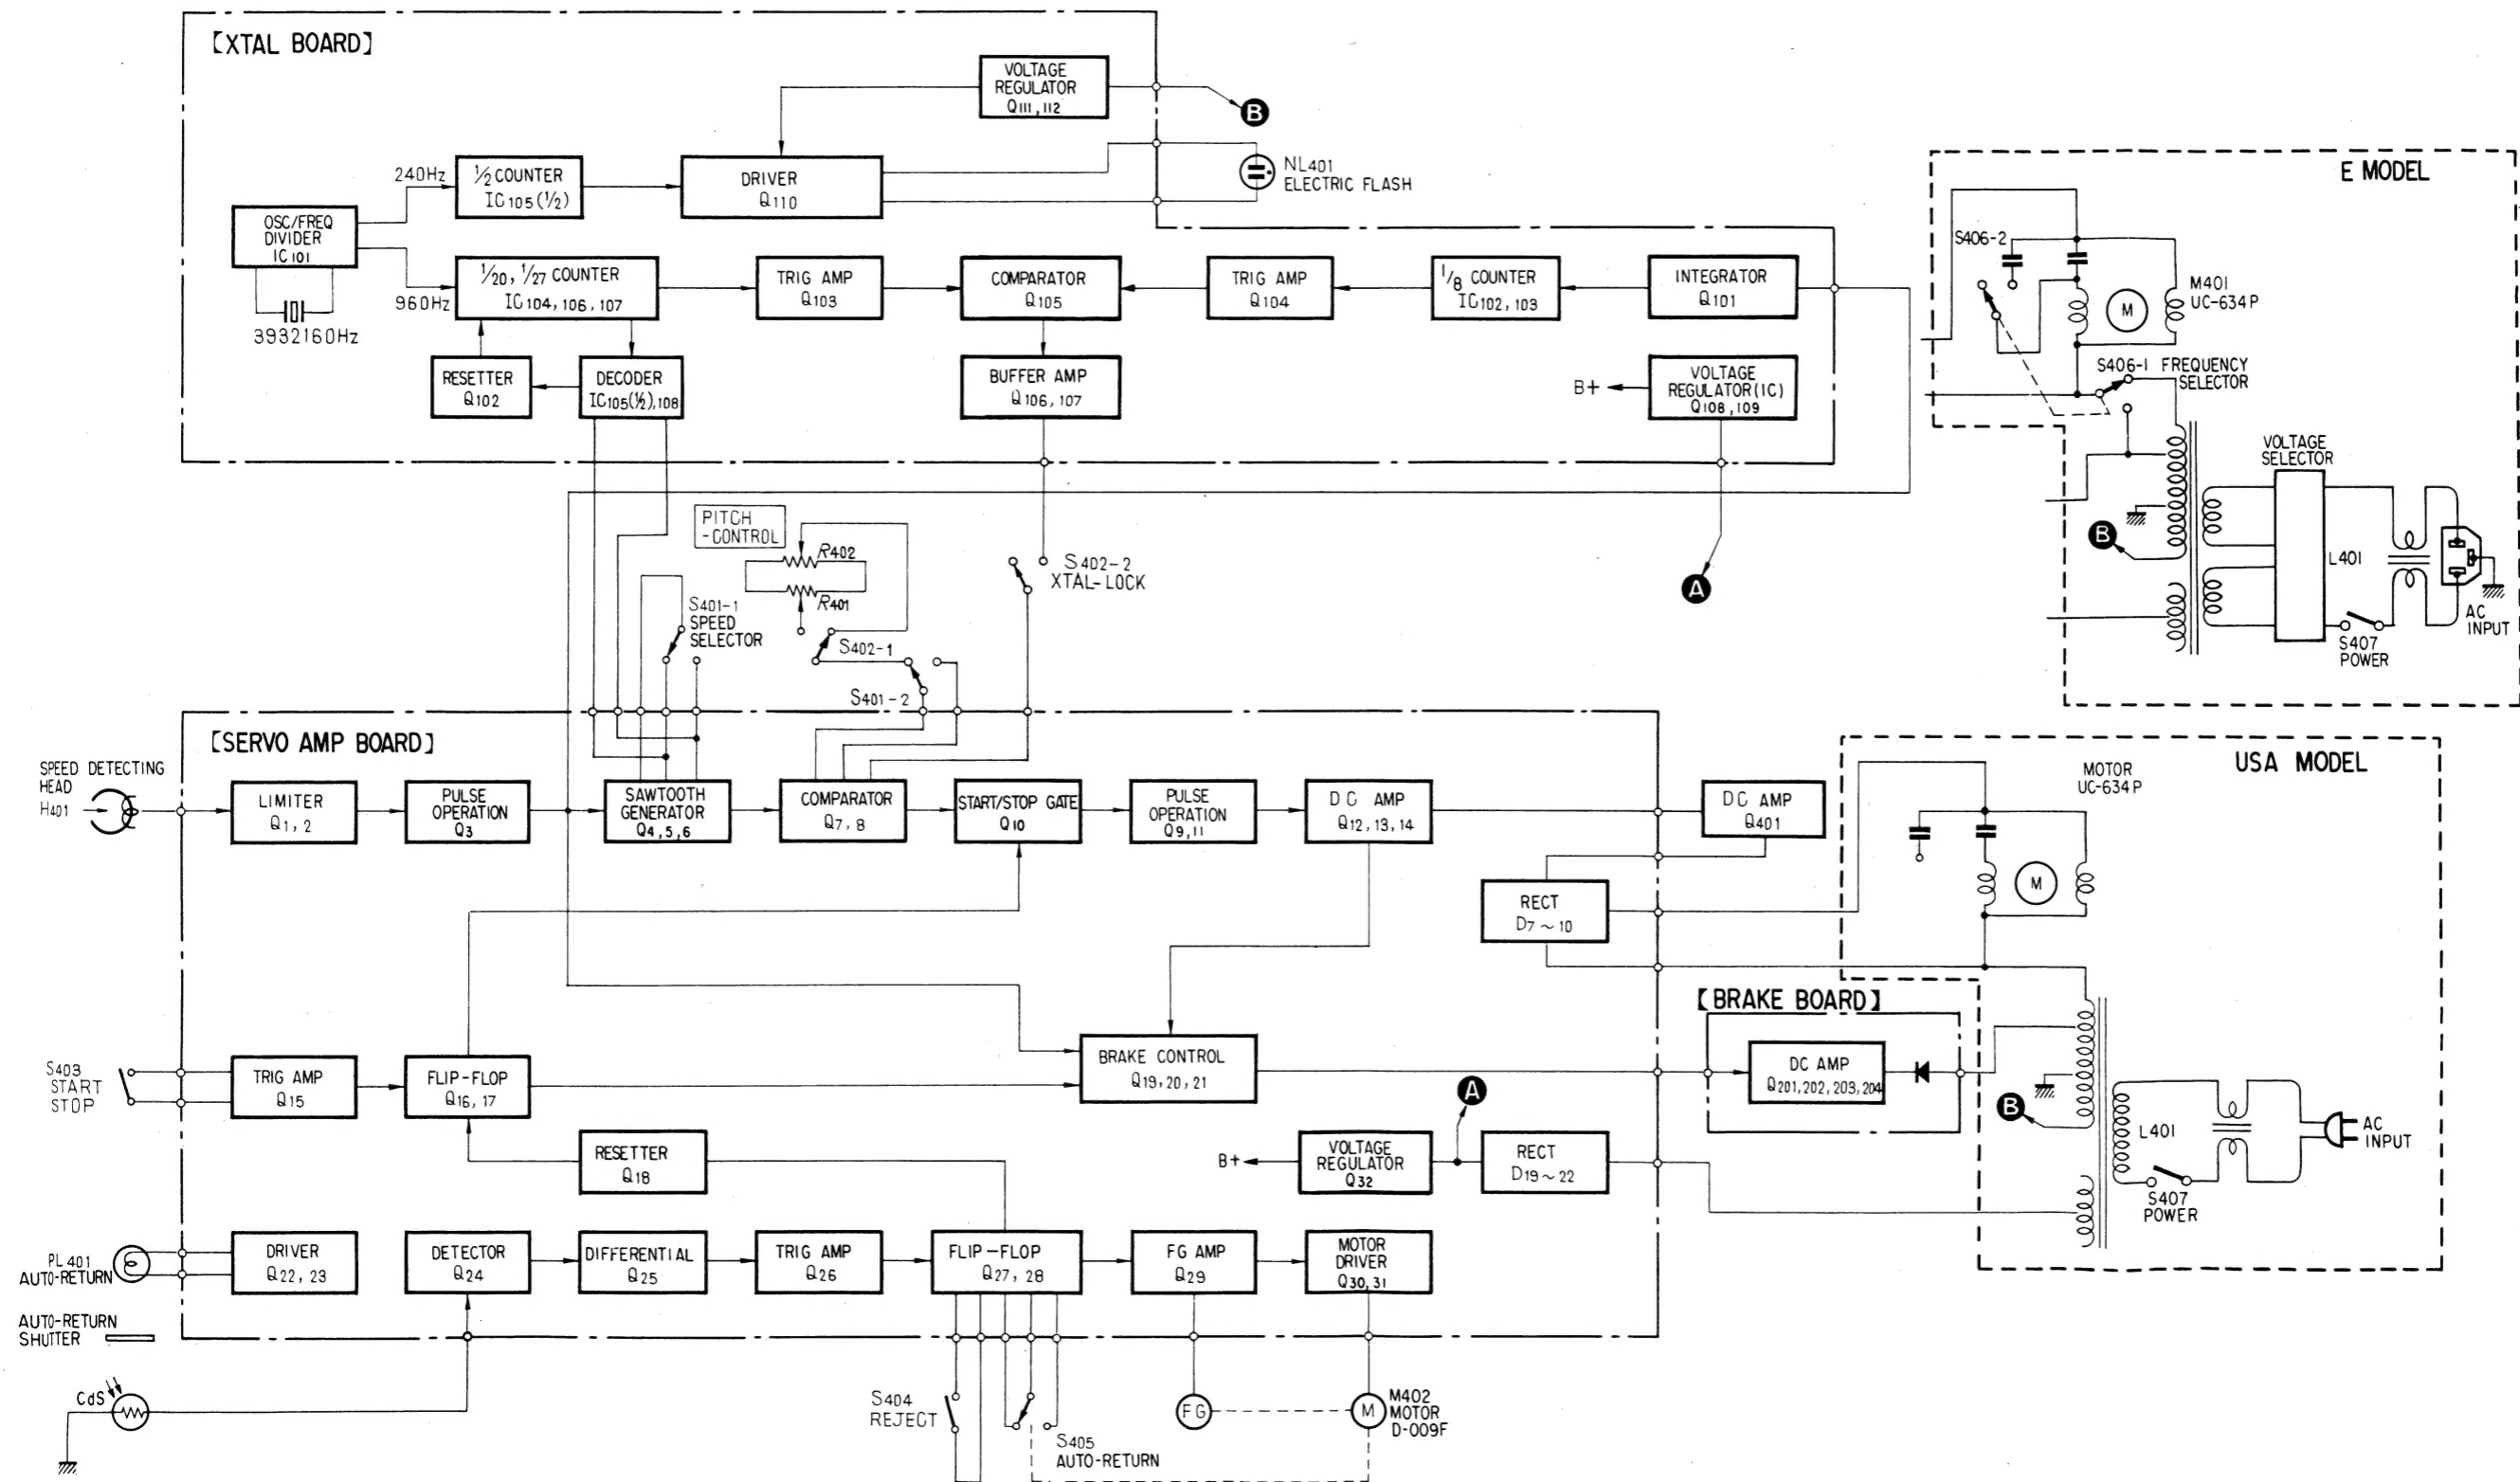 【XTAL BOARD】
VOLTAGE
REGULATOR
Q111, 112
B
NL401
ELECTRIC FLASH
240Hz
½ COUNTER
IC105(½)
DRIVER
Q110
OSC/FREQ
DIVIDER
IC101
3932160Hz
960Hz
1/20, 1/27 COUNTER
IC104, 106, 107
TRIG AMP
Q103
COMPARATOR
Q105
TRIG AMP
Q104
1/8 COUNTER
IC102, 103
INTEGRATOR
Q101
RESETTER
Q102
DECODER
IC105(½),108
BUFFER AMP
Q106, 107
B+
VOLTAGE
REGULATOR(IC)
Q108, 109
A
E MODEL
S406-2
M
M401
UC-634P
S406-1 FREQUENCY
SELECTOR
VOLTAGE
SELECTOR
B
L401
S407
POWER
AC
INPUT
PITCH
-CONTROL
R402
R401
S401-1
SPEED
SELECTOR
S402-1
S401-2
S402-2
XTAL-LOCK
【SERVO AMP BOARD】
SPEED DETECTING
HEAD
H401
LIMITER
Q1, 2
PULSE
OPERATION
Q3
SAWTOOTH
GENERATOR
Q4, 5, 6
COMPARATOR
Q7, 8
START/STOP GATE
Q10
PULSE
OPERATION
Q9, 11
DC AMP
Q12, 13, 14
DC AMP
Q401
RECT
D7~10
USA MODEL
MOTOR
UC-634P
M
【BRAKE BOARD】
DC AMP
Q201, 202, 203, 204
B
L401
S407
POWER
AC
INPUT
S403
START
STOP
TRIG AMP
Q15
FLIP-FLOP
Q16, 17
BRAKE CONTROL
Q19, 20, 21
A
RESETTER
Q18
B+
VOLTAGE
REGULATOR
Q32
RECT
D19~22
PL401
AUTO-RETURN
DRIVER
Q22, 23
DETECTOR
Q24
DIFFERENTIAL
Q25
TRIG AMP
Q26
FLIP-FLOP
Q27, 28
FG AMP
Q29
MOTOR
DRIVER
Q30, 31
AUTO-RETURN
SHUTTER
CdS
S404
REJECT
S405
AUTO-RETURN
FG
M
M402
MOTOR
D-009F